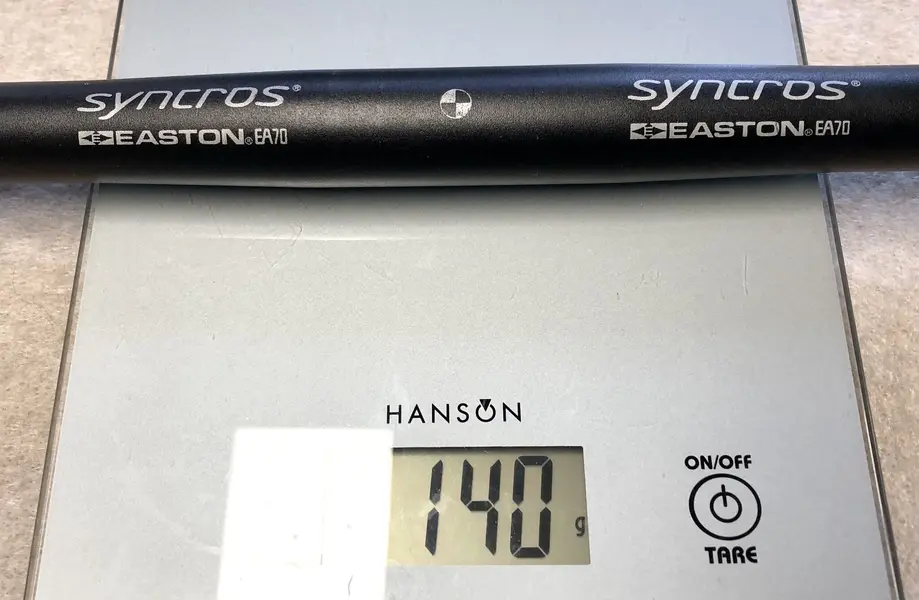 syncros®
EASTON® EA70
syncros®
EASTON® EA70
HANSON
140 g
ON/OFF
TARE